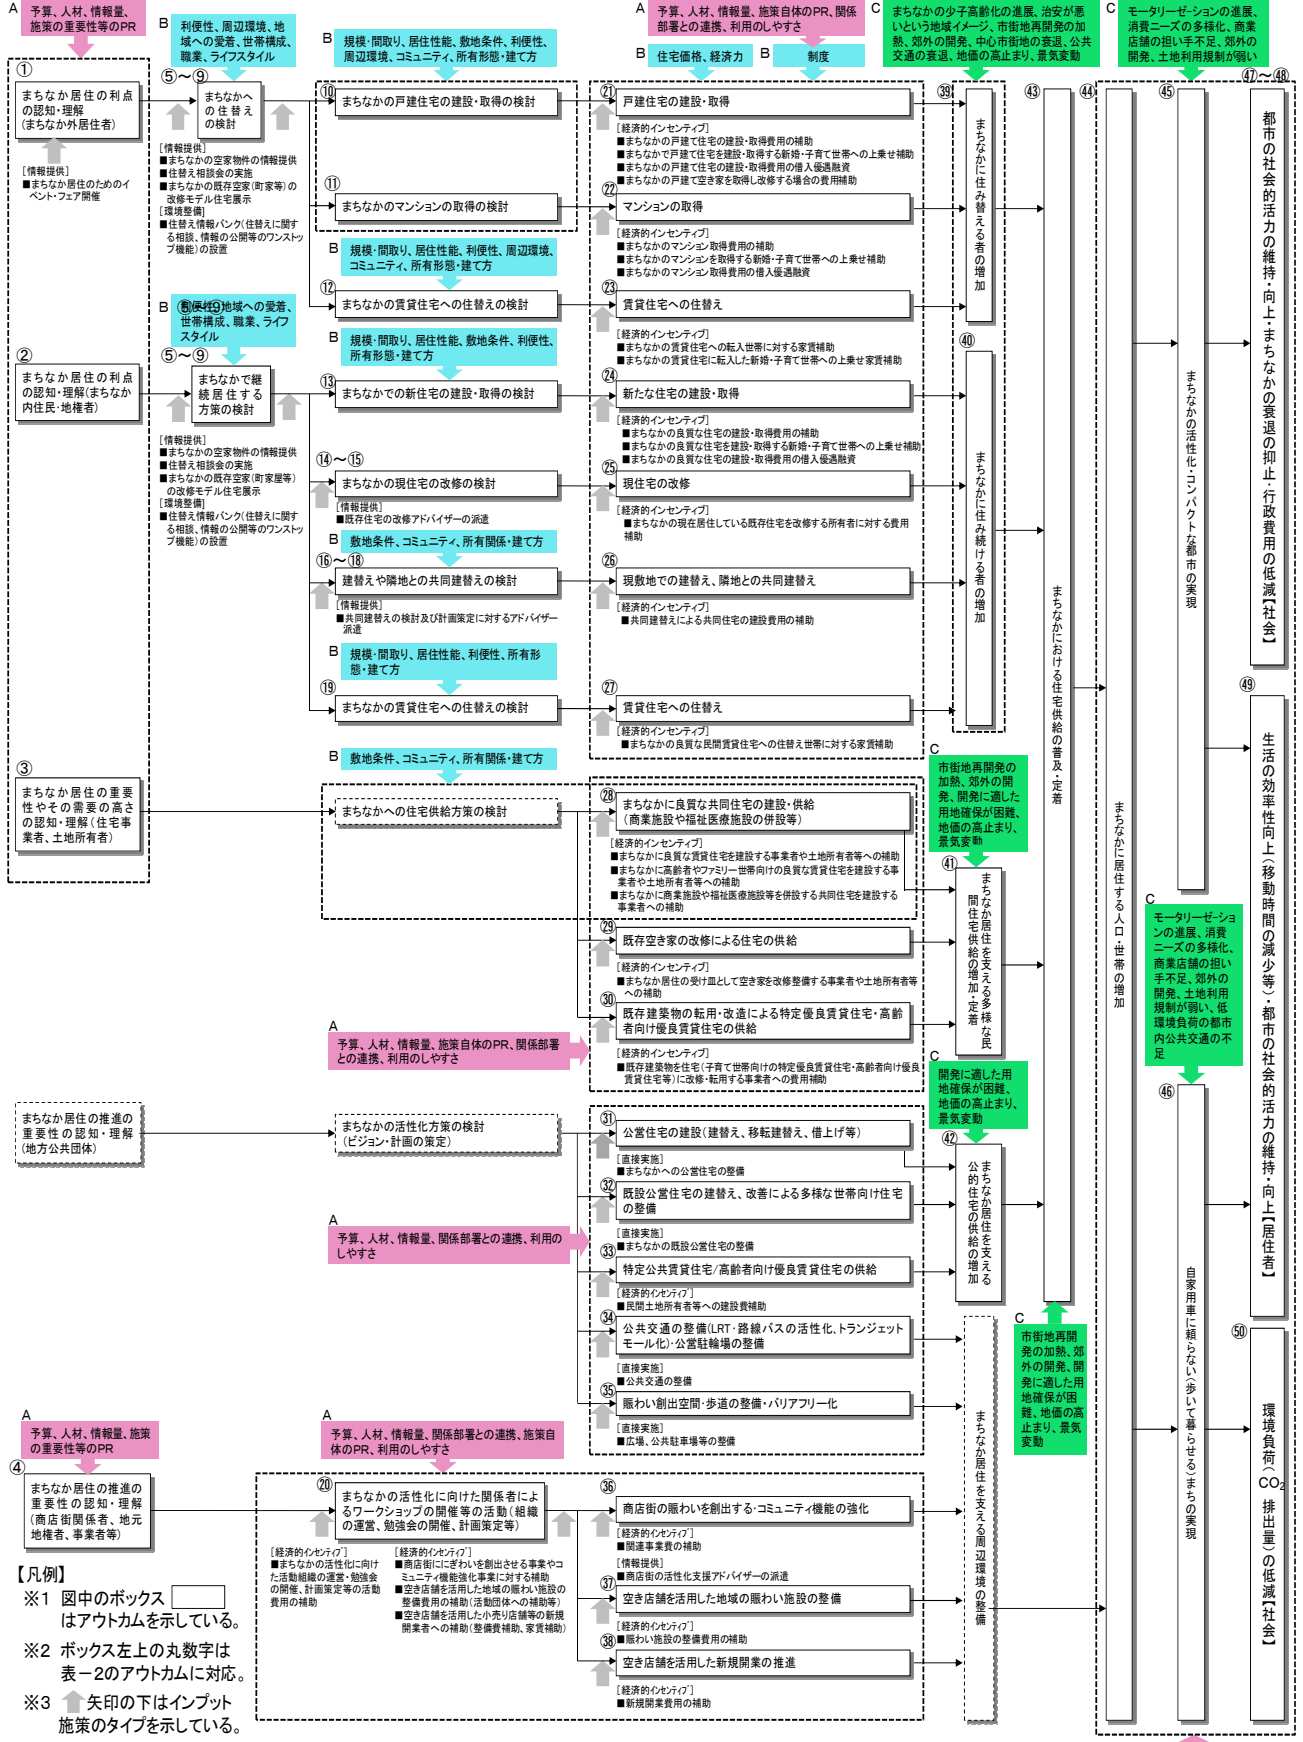 A
予算、人材、情報量、
施策の重要性等のPR
B
利便性、周辺環境、地
域への愛着、世帯構成、
職業、ライフスタイル
B
規模・間取り、居住性能、敷地条件、利便性、
周辺環境、コミュニティ、所有形態・建て方
A
予算、人材、情報量、施策自体のPR、関係
部署との連携、利用のしやすさ
B
住宅価格、経済力
B
制度
C
まちなかの少子高齢化の進展、治安が悪
いという地域イメージ、市街地再開発の加
熱、郊外の開発、中心市街地の衰退、公共
交通の衰退、地価の高止まり、景気変動
C
モータリーゼーションの進展、
消費ニーズの多様化、商業
店舗の担い手不足、郊外の
開発、土地利用規制が弱い
①
まちなか居住の利点
の認知・理解
(まちなか外居住者)
[情報提供]
■まちなか居住のためのイ
ベント・フェア開催
⑤〜⑨
まちなかへ
の住替え
の検討
[情報提供]
■まちなかの空家物件の情報提供
■住替え相談会の実施
■まちなかの既存空家(町家等)の
改修モデル住宅展示
[環境整備]
■住替え情報バンク(住替えに関す
る相談、情報の公開等のワンストッ
プ機能)の設置
⑩
まちなかの戸建住宅の建設・取得の検討
⑪
まちなかのマンションの取得の検討
B
規模・間取り、居住性能、利便性、周辺環境、
コミュニティ、所有形態・建て方
⑫
まちなかの賃貸住宅への住替えの検討
㉑
戸建住宅の建設・取得
[経済的インセンティブ]
■まちなかの戸建て住宅の建設・取得費用の補助
■まちなかで戸建て住宅を建設・取得する新婚・子育て世帯への上乗せ補助
■まちなかの戸建て住宅の建設・取得費用の借入優遇融資
■まちなかの戸建て空き家を取得し改修する場合の費用補助
㉒
マンションの取得
[経済的インセンティブ]
■まちなかのマンション取得費用の補助
■まちなかのマンションを取得する新婚・子育て世帯への上乗せ補助
■まちなかのマンション取得費用の借入優遇融資
㉓
賃貸住宅への住替え
[経済的インセンティブ]
■まちなかの賃貸住宅への転入世帯に対する家賃補助
■まちなかの賃貸住宅に転入した新婚・子育て世帯への上乗せ家賃補助
㊴
まちなかに住み替える者の増加
B
利便性、地域への愛着、
世帯構成、職業、ライフ
スタイル
⑤〜⑨
②
まちなか居住の利点
の認知・理解(まちなか
内住民・地権者)
⑤〜⑨
まちなかで継
続居住する
方策の検討
[情報提供]
■まちなかの空家物件の情報提供
■住替え相談会の実施
■まちなかの既存空家(町家屋等)
の改修モデル住宅展示
[環境整備]
■住替え情報バンク(住替えに関す
る相談、情報の公開等のワンストッ
プ機能)の設置
B
規模・間取り、居住性能、敷地条件、利便性、
所有形態・建て方
⑬
まちなかでの新住宅の建設・取得の検討
⑭〜⑮
まちなかの現住宅の改修の検討
[情報提供]
■既存住宅の改修アドバイザーの派遣
B
敷地条件、コミュニティ、所有関係・建て方
⑯〜⑱
建替えや隣地との共同建替えの検討
[情報提供]
■共同建替えの検討及び計画策定に対するアドバイザー
派遣
B
規模・間取り、居住性能、利便性、所有形
態・建て方
⑲
まちなかの賃貸住宅への住替えの検討
㉔
新たな住宅の建設・取得
[経済的インセンティブ]
■まちなかの良質な住宅の建設・取得費用の補助
■まちなかの良質な住宅を建設・取得する新婚・子育て世帯への上乗せ補助
■まちなかの良質な住宅の建設・取得費用の借入優遇融資
㉕
現住宅の改修
[経済的インセンティブ]
■まちなかの現在居住している既存住宅を改修する所有者に対する費用
補助
㉖
現敷地での建替え、隣地との共同建替え
[経済的インセンティブ]
■共同建替えによる共同住宅の建設費用の補助
㉗
賃貸住宅への住替え
[経済的インセンティブ]
■まちなかの良質な民間賃貸住宅への住替え世帯に対する家賃補助
㊵
まちなかに住み続ける者の増加
③
まちなか居住の重要
性やその需要の高さ
の認知・理解(住宅事
業者、土地所有者)
B
敷地条件、コミュニティ、所有関係・建て方
まちなかへの住宅供給方策の検討
㉘
まちなかに良質な共同住宅の建設・供給
(商業施設や福祉医療施設の併設等)
[経済的インセンティブ]
■まちなかに良質な賃貸住宅を建設する事業者や土地所有者等への補助
■まちなかに高齢者やファミリー世帯向けの良質な賃貸住宅を建設する事
業者や土地所有者等への補助
■まちなかに商業施設や福祉医療施設等を併設する共同住宅を建設する
事業者への補助
㉙
既存空き家の改修による住宅の供給
[経済的インセンティブ]
■まちなか居住の受け皿として空き家を改修整備する事業者や土地所有者等
への補助
㉚
既存建築物の転用・改造による特定優良賃貸住宅・高齢
者向け優良賃貸住宅の供給
[経済的インセンティブ]
■既存建築物を住宅(子育て世帯向けの特定優良賃貸住宅・高齢者向け優良
賃貸住宅等)に改修・転用する事業者への費用補助
A
予算、人材、情報量、施策自体のPR、関係部署
との連携、利用のしやすさ
C
市街地再開発の
加熱、郊外の開
発、開発に適した
用地確保が困難、
地価の高止まり、
景気変動
㊶
まちなか居住を支える多様な民
間住宅供給の増加・定着
まちなか居住の推進の
重要性の認知・理解
(地方公共団体)
まちなかの活性化方策の検討
(ビジョン・計画の策定)
A
予算、人材、情報量、関係部署との連携、利用の
しやすさ
㉛
公営住宅の建設(建替え、移転建替え、借上げ等)
[直接実施]
■まちなかへの公営住宅の整備
㉜
既設公営住宅の建替え、改善による多様な世帯向け住宅
の整備
[直接実施]
■まちなかの既設公営住宅の整備
㉝
特定公共賃貸住宅/高齢者向け優良賃貸住宅の供給
[経済的インセンティブ]
■民間土地所有者等への建設費補助
㉞
公共交通の整備(LRT・路線バスの活性化、トランジェット
モール化)・公営駐輪場の整備
[直接実施]
■公共交通の整備
㉟
賑わい創出空間・歩道の整備・バリアフリー化
[直接実施]
■広場、公共駐車場等の整備
C
開発に適した用
地確保が困難、
地価の高止まり、
景気変動
㊷
まちなか居住を支える
公的住宅の供給の増加
まちなか居住を支える周辺環境の整備
㊸
まちなかにおける住宅供給の普及・定着
C
市街地再開
発の加熱、郊
外の開発、開
発に適した用
地確保が困
難、地価の高
止まり、景気
変動
㊹
まちなかに居住する人口・世帯の増加
㊺
まちなかの活性化・コンパクトな都市の実現
C
モータリーゼーショ
ンの進展、消費
ニーズの多様化、
商業店舗の担い
手不足、郊外の
開発、土地利用
規制が弱い、低
環境負荷の都市
内公共交通の不
足
㊻
自家用車に頼らない(歩いて暮らせる)まちの実現
㊼〜㊽
都市の社会的活力の維持・向上・まちなかの衰退の抑止・行政費用の低減【社会】
㊾
生活の効率性向上(移動時間の減少等)・都市の社会的活力の維持・向上【居住者】
㊿
環境負荷(CO2排出量)の低減【社会】
A
予算、人材、情報量、施策
の重要性等のPR
④
まちなか居住の推進の
重要性の認知・理解
(商店街関係者、地元
地権者、事業者等)
A
予算、人材、情報量、関係部署との連携、施策自
体のPR、利用のしやすさ
⑳
まちなかの活性化に向けた関係者によ
るワークショップの開催等の活動(組織
の運営、勉強会の開催、計画策定等)
[経済的インセンティブ]
■まちなかの活性化に向け
た活動組織の運営・勉強会
の開催、計画策定等の活動
費用の補助
[経済的インセンティブ]
■商店街ににぎわいを創出させる事業やコ
ミュニティ機能強化事業に対する補助
■空き店舗を活用した地域の賑わい施設の
整備費用の補助(活動団体への補助等)
■空き店舗を活用した小売り店舗等の新規
開業者への補助(整備費補助、家賃補助)
㊱
商店街の賑わいを創出する・コミュニティ機能の強化
[経済的インセンティブ]
■関連事業費の補助
[情報提供]
■商店街の活性化支援アドバイザーの派遣
㊲
空き店舗を活用した地域の賑わい施設の整備
[経済的インセンティブ]
■賑わい施設の整備費用の補助
㊳
空き店舗を活用した新規開業の推進
[経済的インセンティブ]
■新規開業費用の補助
【凡例】
※1 図中のボックス
はアウトカムを示している。
※2 ボックス左上の丸数字は
表－2のアウトカムに対応。
※3 矢印の下はインプット
施策のタイプを示している。